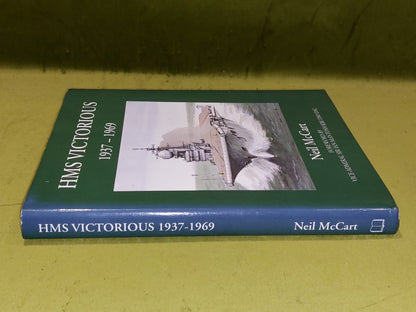 HMS VICTORIOUS
1937 – 1969
Neil McCart
HMS VICTORIOUS 1937-1969
Neil McCart